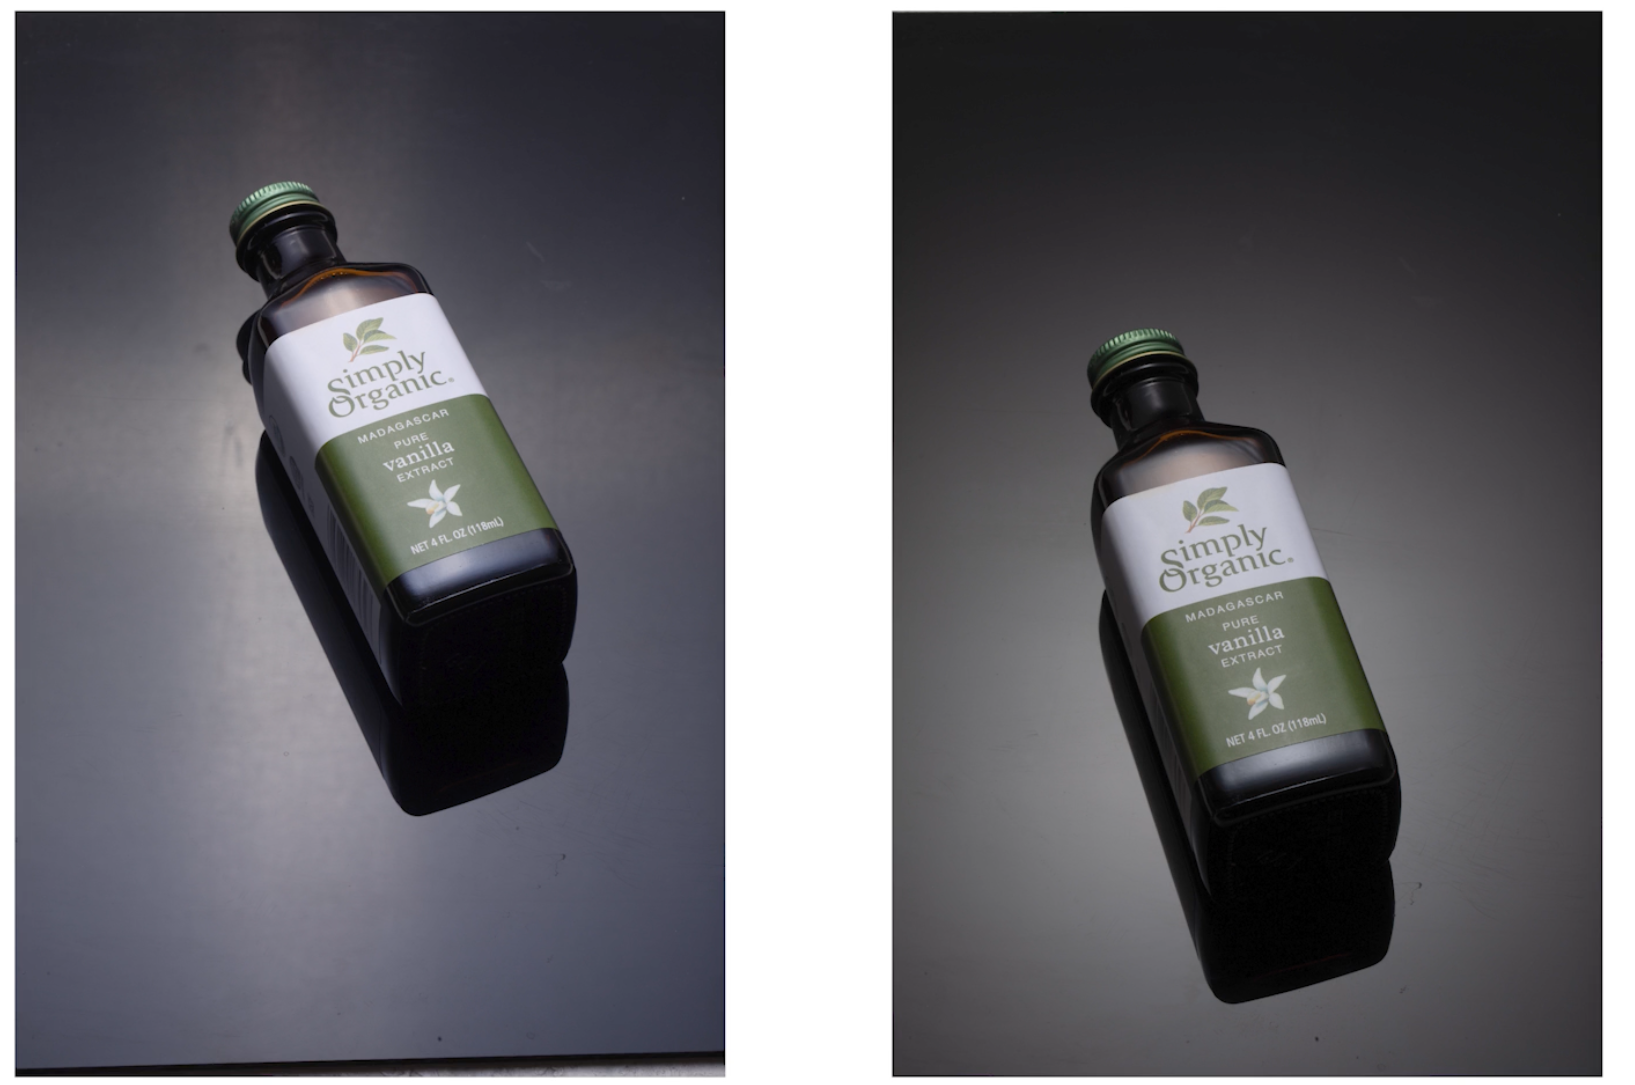 Simply
Organic®
MADAGASCAR
PURE
vanilla
EXTRACT
NET 4 FL. OZ (118mL)
Simply
Organic®
MADAGASCAR
PURE
vanilla
EXTRACT
NET 4 FL. OZ (118mL)